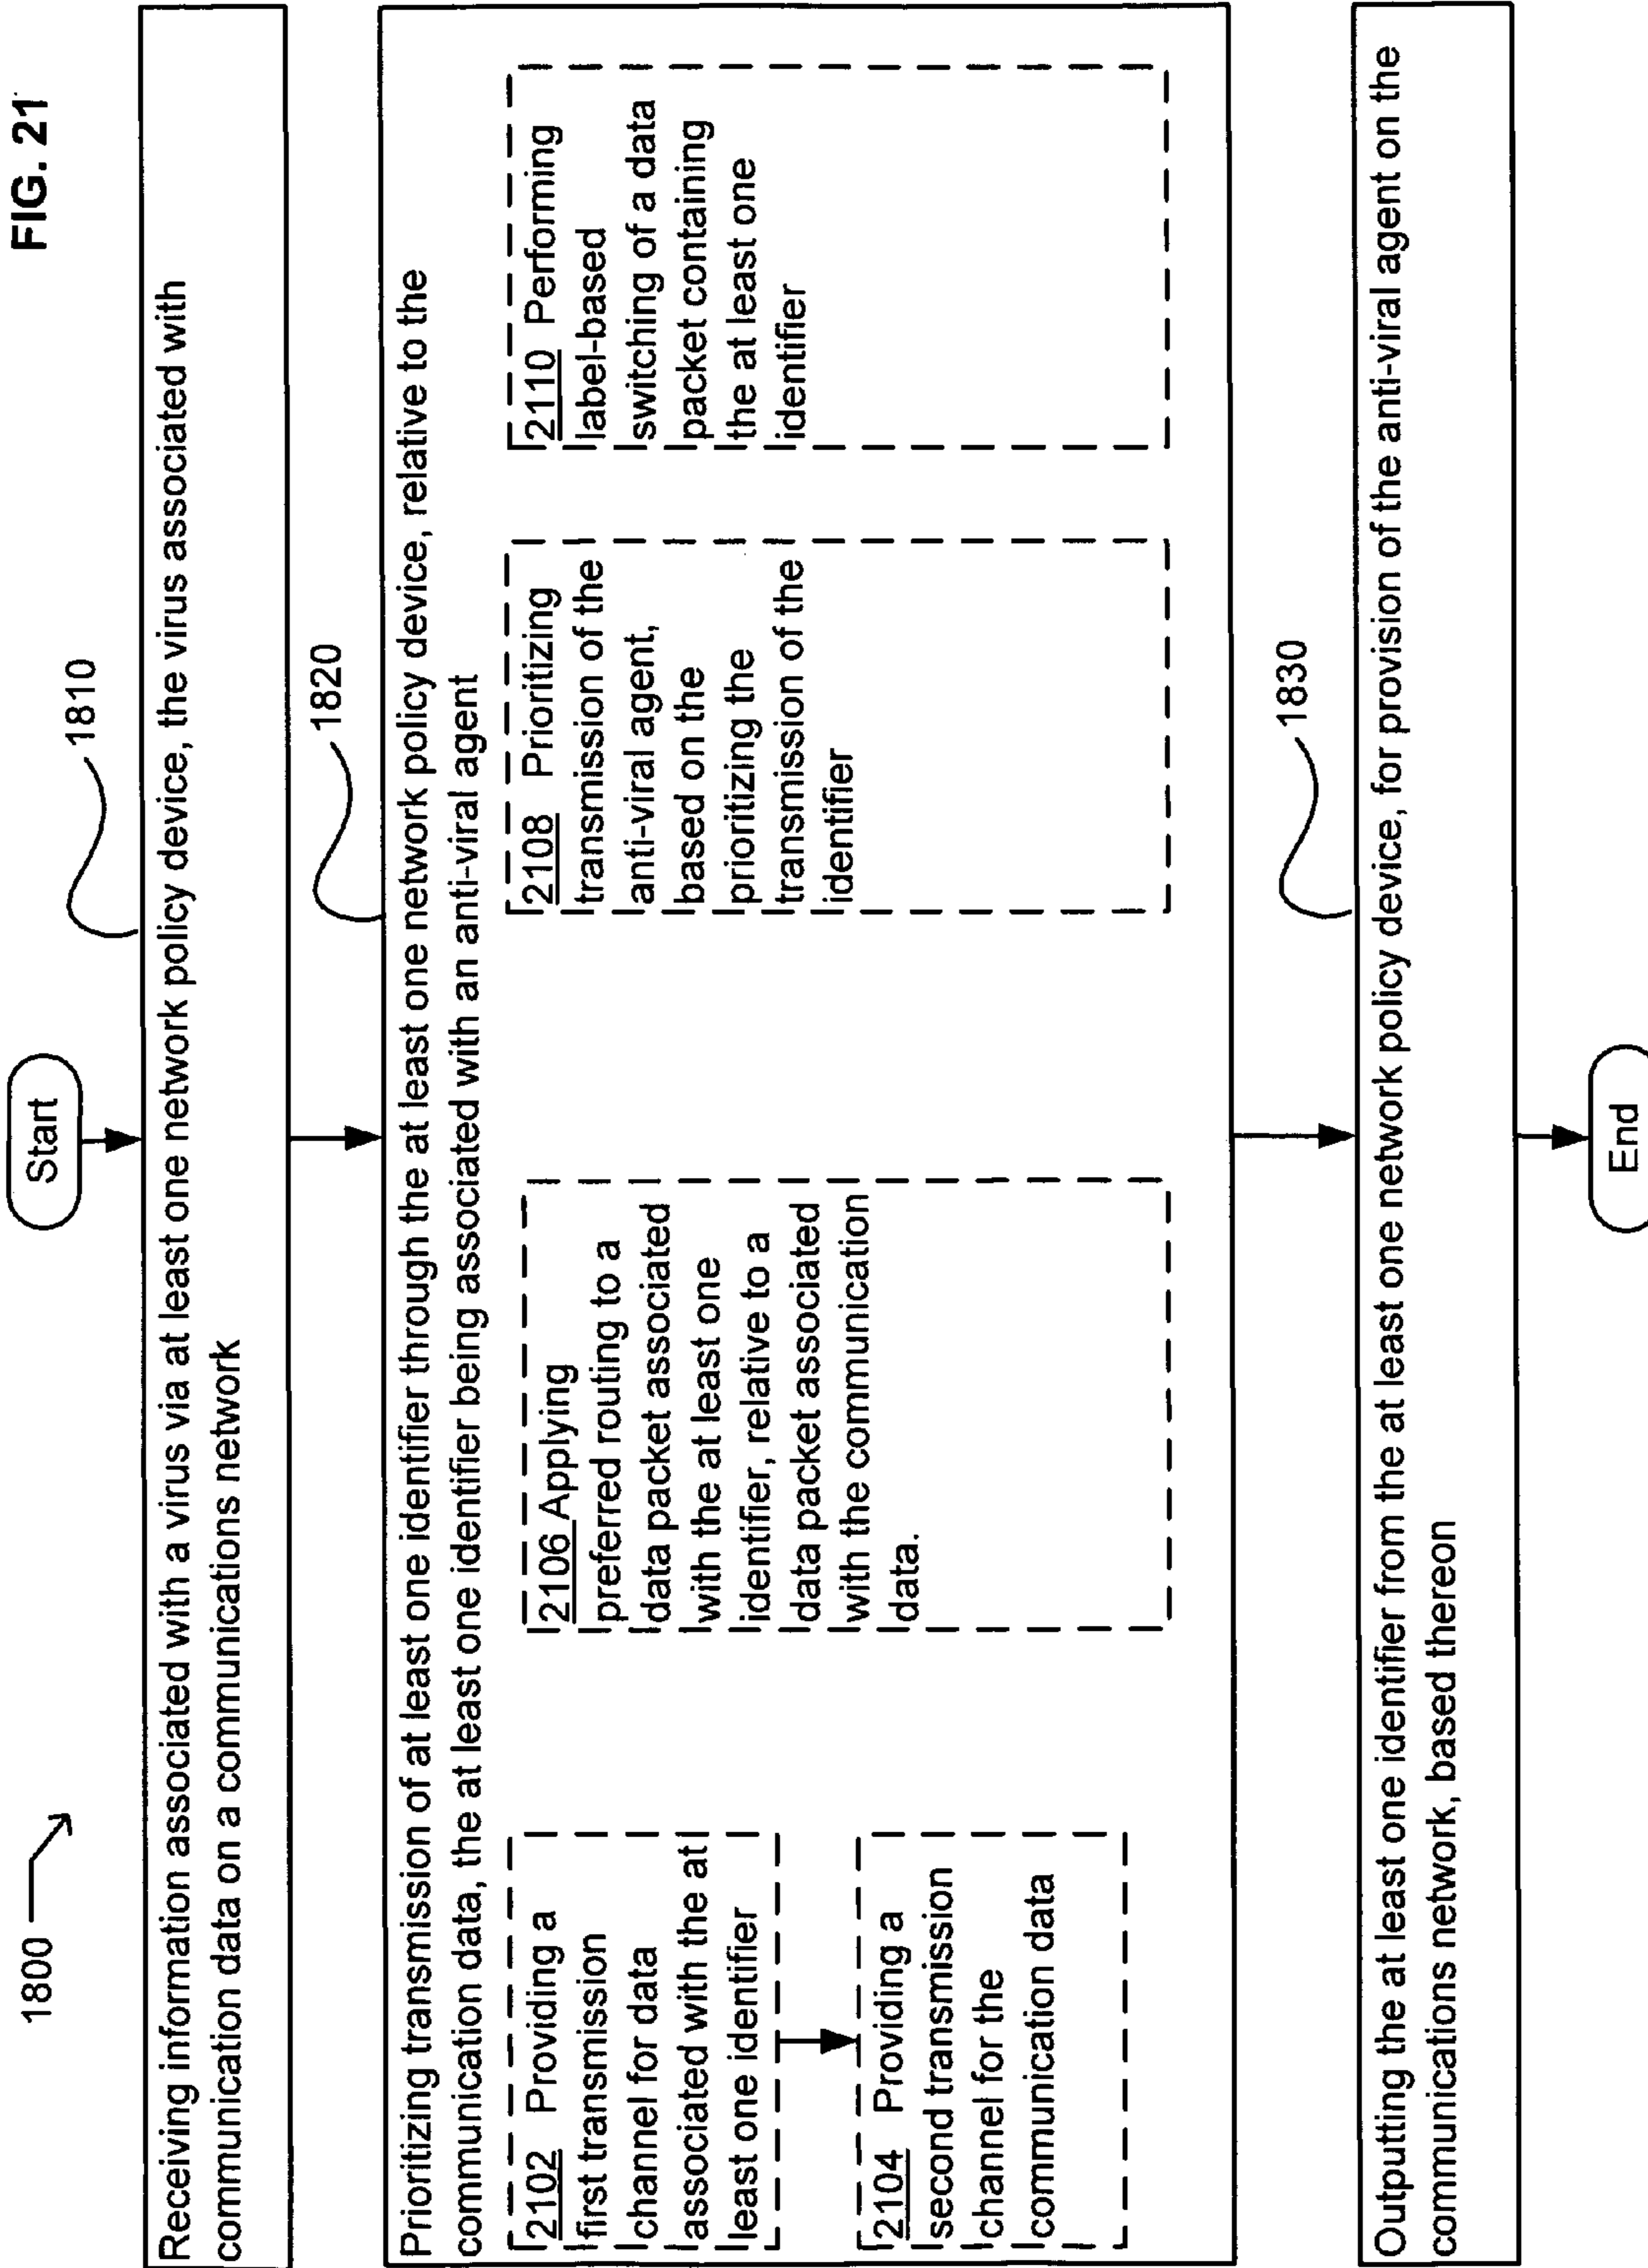 FIG. 21
1800
Start
1810
Receiving information associated with a virus via at least one network policy device, the virus associated with
communication data on a communications network
1820
Prioritizing transmission of at least one identifier through the at least one network policy device, relative to the
communication data, the at least one identifier being associated with an anti-viral agent
2102 Providing a
first transmission
channel for data
associated with the at
least one identifier
2104 Providing a
second transmission
channel for the
communication data
2106 Applying
preferred routing to a
data packet associated
with the at least one
identifier, relative to a
data packet associated
with the communication
data.
2108 Prioritizing
transmission of the
anti-viral agent,
based on the
prioritizing the
transmission of the
identifier
2110 Performing
label-based
switching of a data
packet containing
the at least one
identifier
1830
Outputting the at least one identifier from the at least one network policy device, for provision of the anti-viral agent on the
communications network, based thereon
End